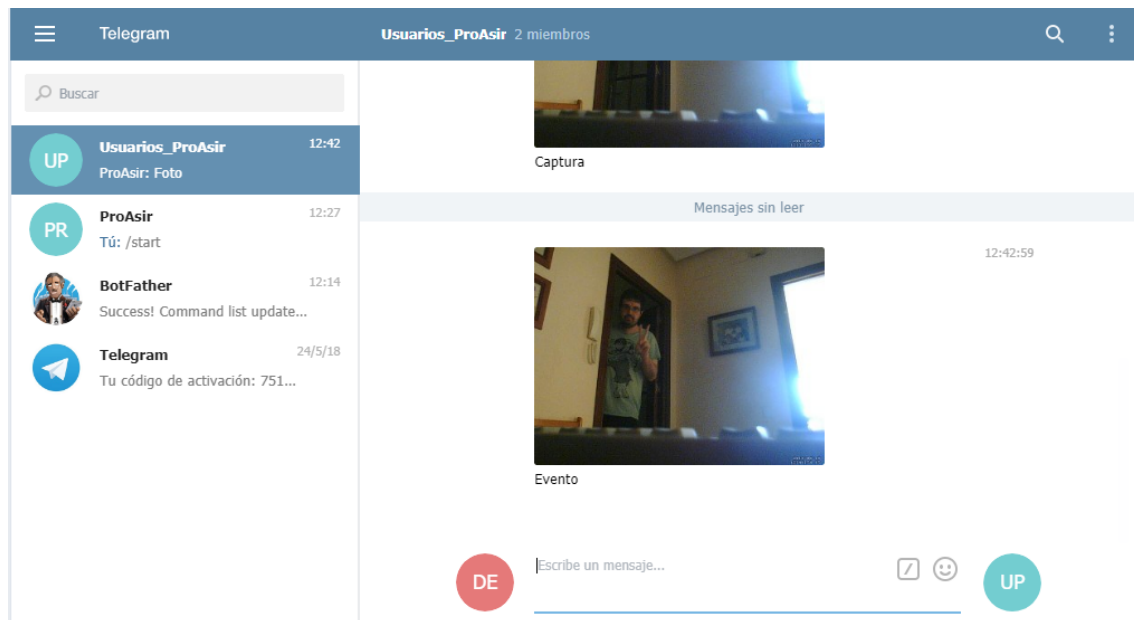 Telegram
Usuarios_ProAsir 2 miembros
Buscar
UP
Usuarios_ProAsir 12:42
ProAsir: Foto
PR
ProAsir 12:27
Tú: /start
BotFather 12:14
Success! Command list update...
Telegram 24/5/18
Tu código de activación: 751...
Captura
Mensajes sin leer
12:42:59
Evento
DE
Escribe un mensaje...
UP